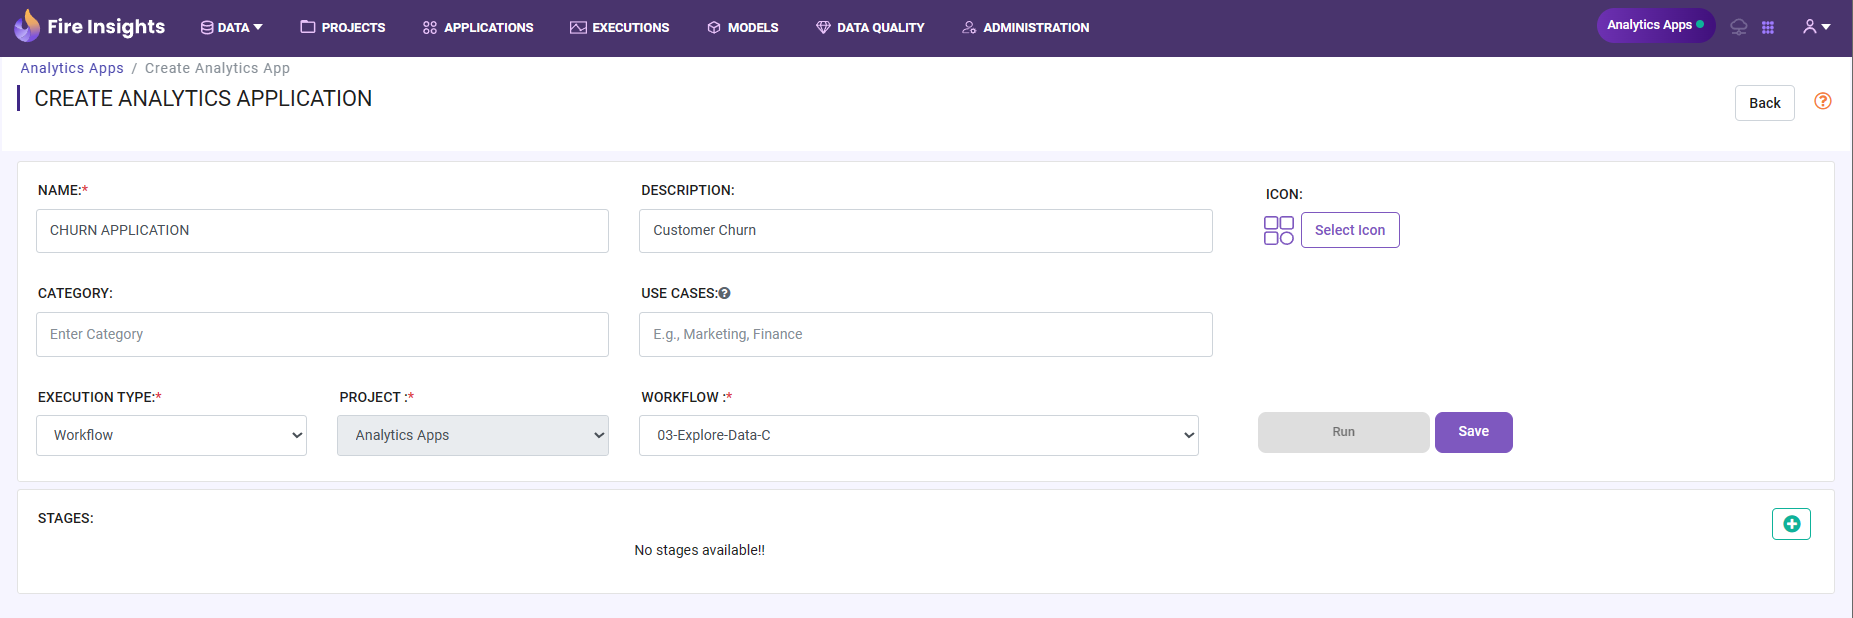 Fire Insights DATA PROJECTS APPLICATIONS EXECUTIONS MODELS DATA QUALITY ADMINISTRATION Analytics Apps
Analytics Apps / Create Analytics App
CREATE ANALYTICS APPLICATION
Back
NAME:* DESCRIPTION: ICON:
CHURN APPLICATION Customer Churn Select Icon
CATEGORY: USE CASES:
Enter Category E.g., Marketing, Finance
EXECUTION TYPE:* PROJECT :* WORKFLOW :*
Workflow Analytics Apps 03-Explore-Data-C Run Save
STAGES:
No stages available!!